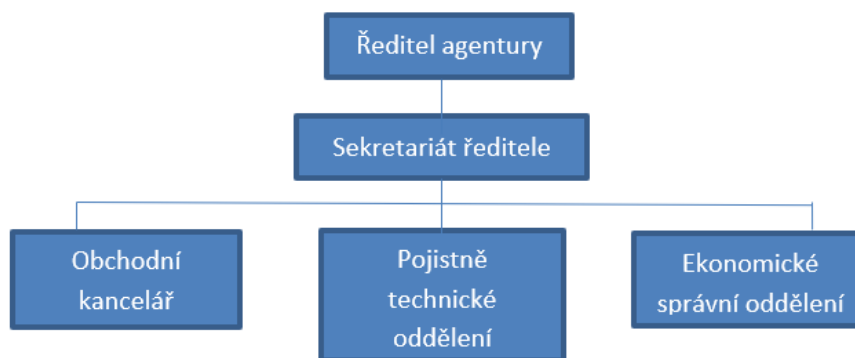 Ředitel agentury
Sekretariát ředitele
Obchodní
kancelář
Pojistně
technické
oddělení
Ekonomické
správní oddělení